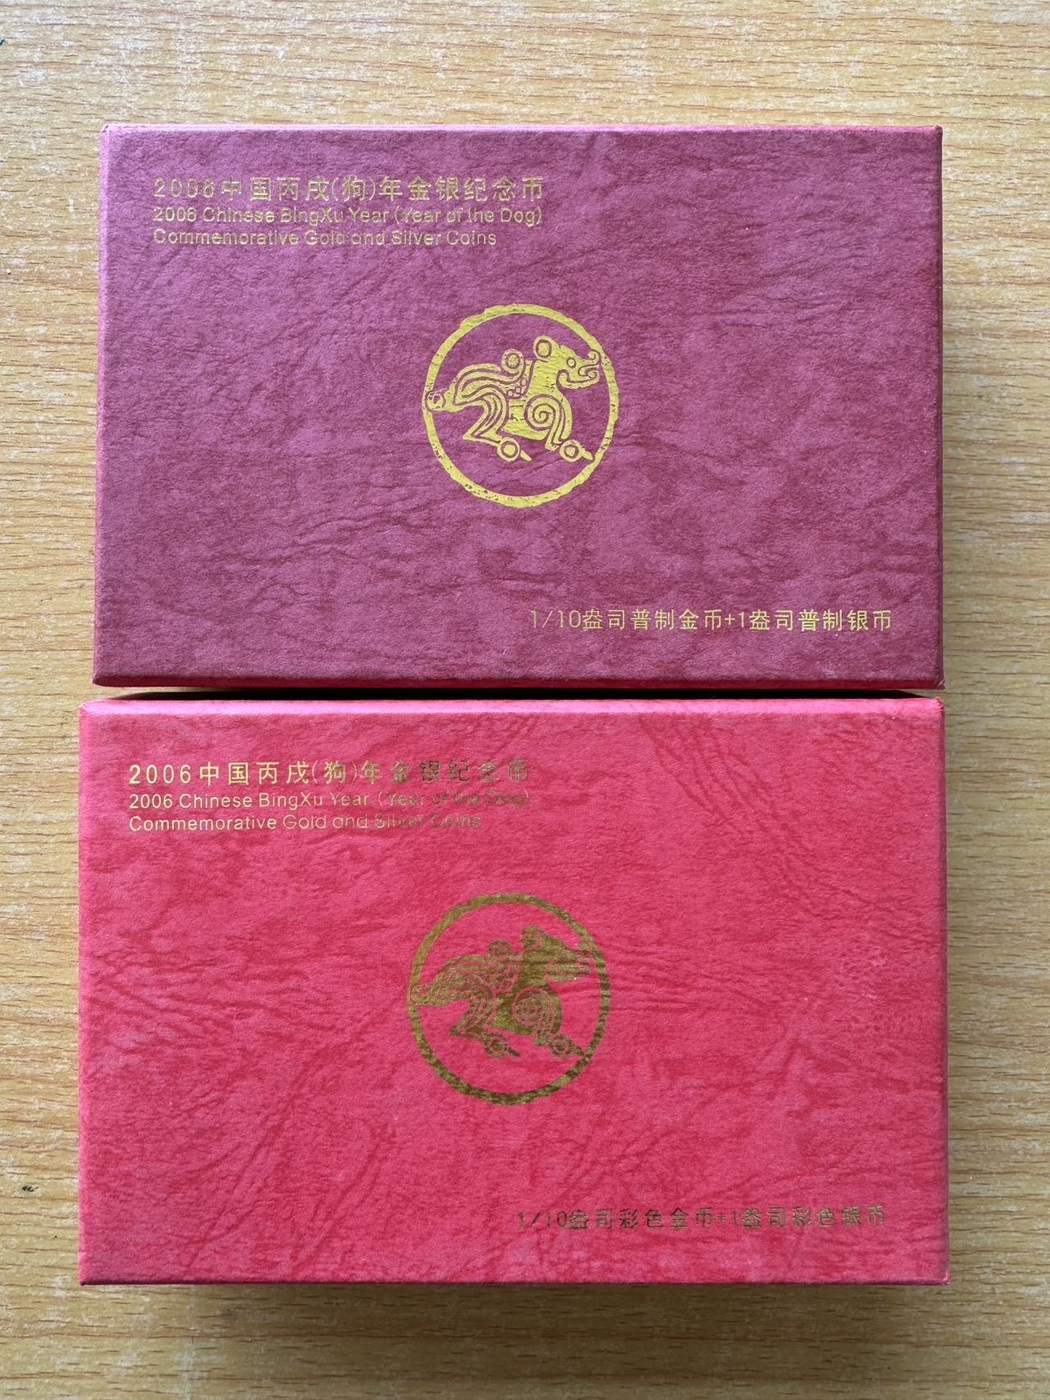 2006中国丙戌(狗)年金银纪念币
2006 Chinese BingXu Year (Year of the Dog)
Commemorative Gold and Silver Coins
1/10盎司普制金币+1盎司普制银币
2006中国丙戌(狗)年金银纪念币
2006 Chinese BingXu Year (Year of the Dog)
Commemorative Gold and Silver Coins
1/10盎司彩色金币+1盎司彩色银币